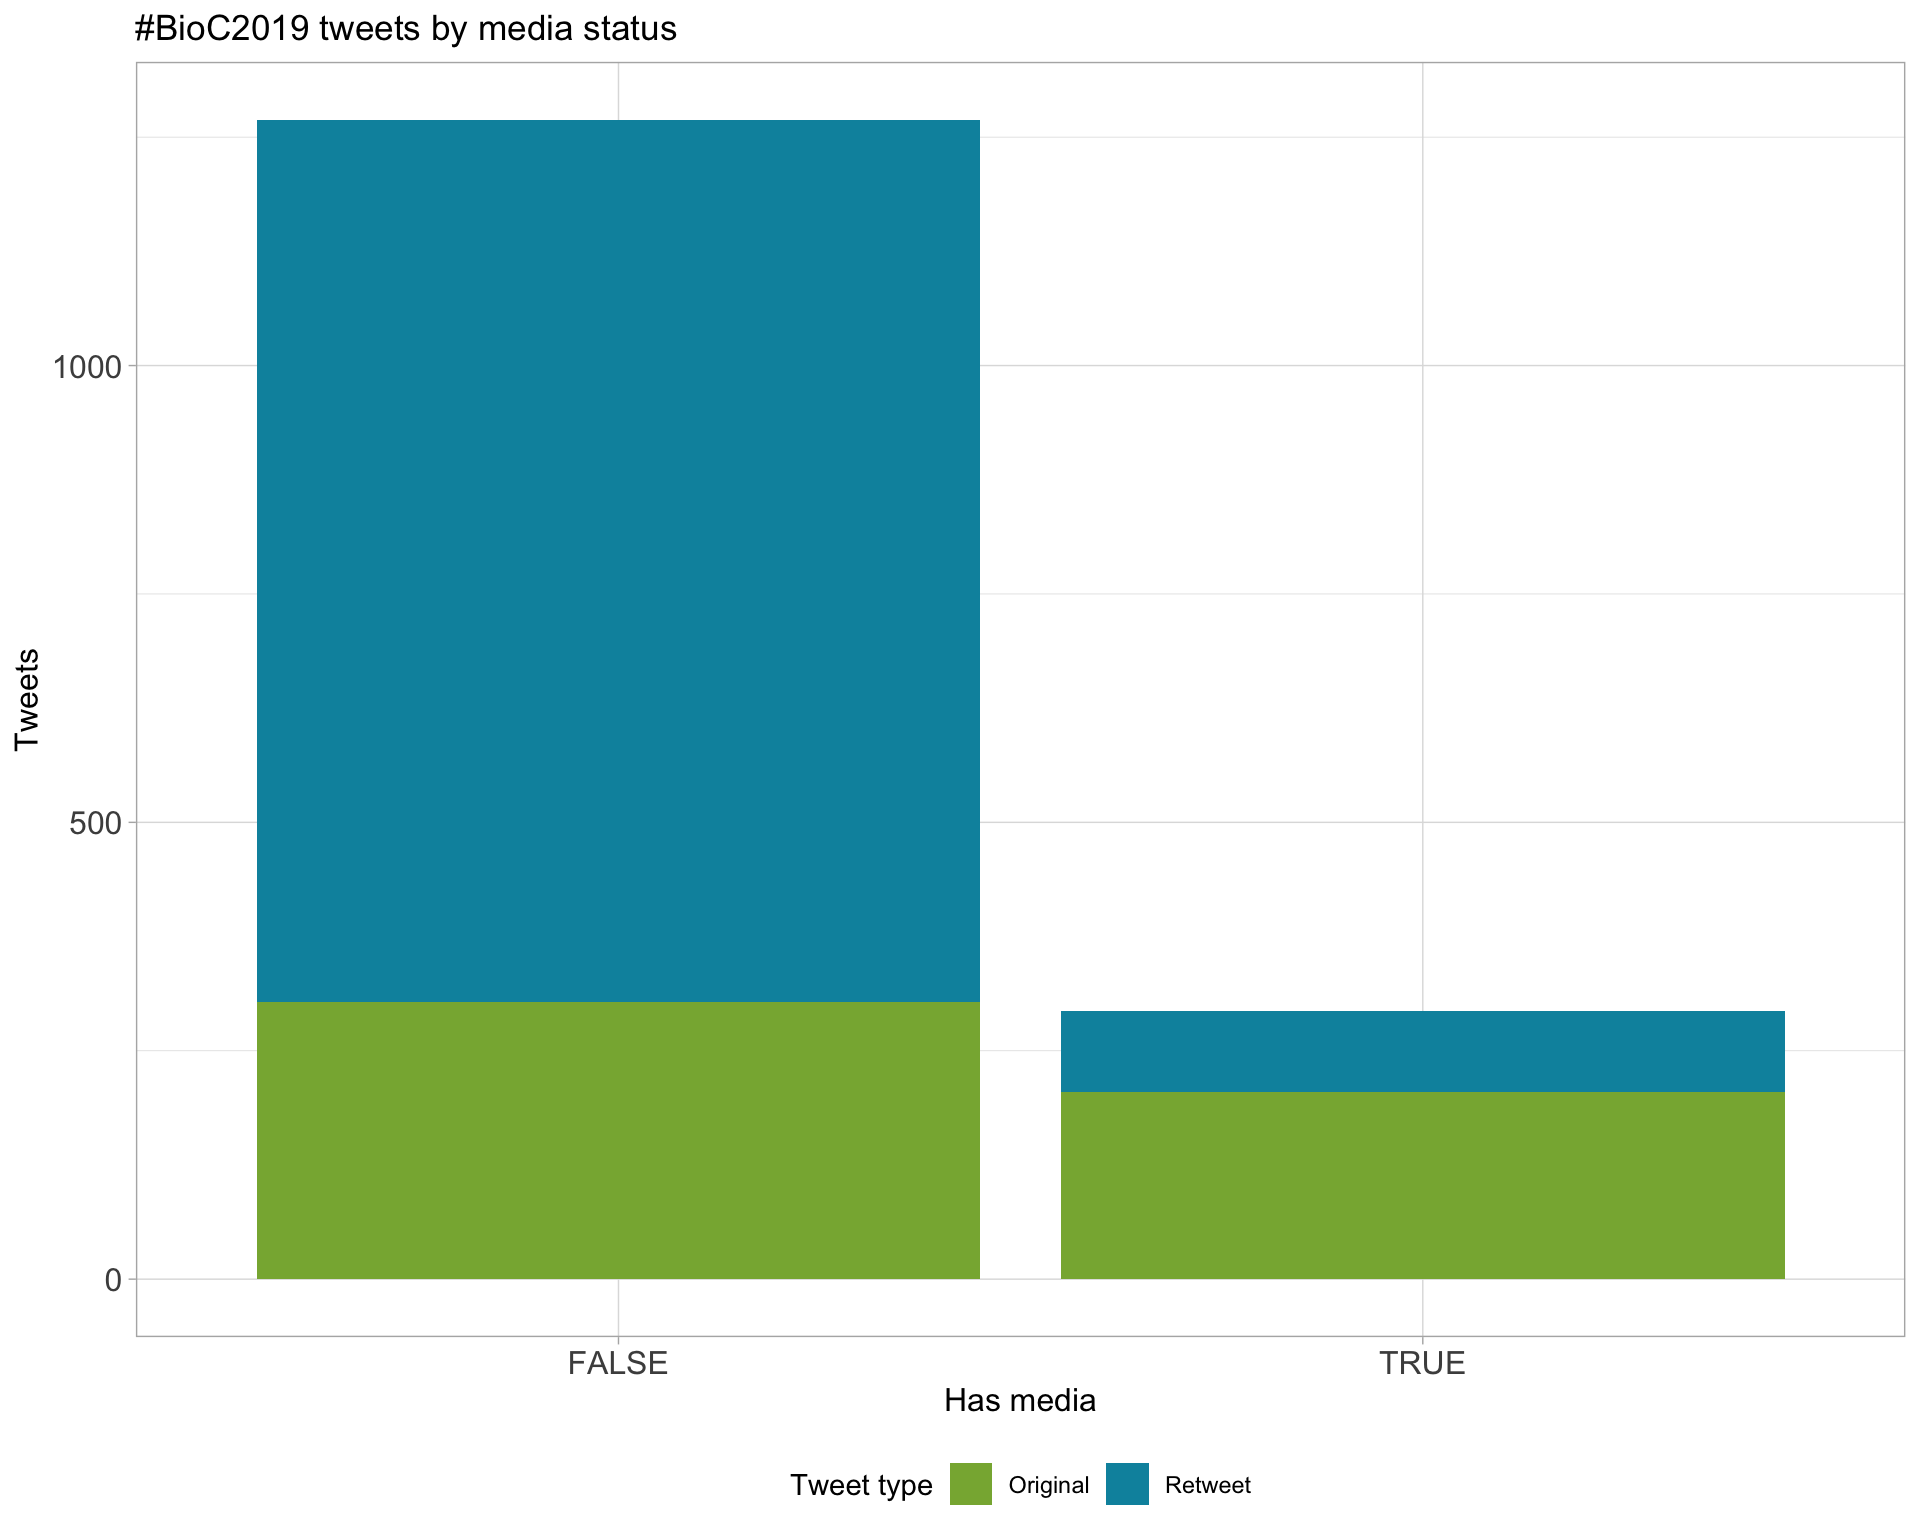 #BioC2019 tweets by media status
Tweets
1000
500
0
FALSE TRUE
Has media
Tweet type Original Retweet